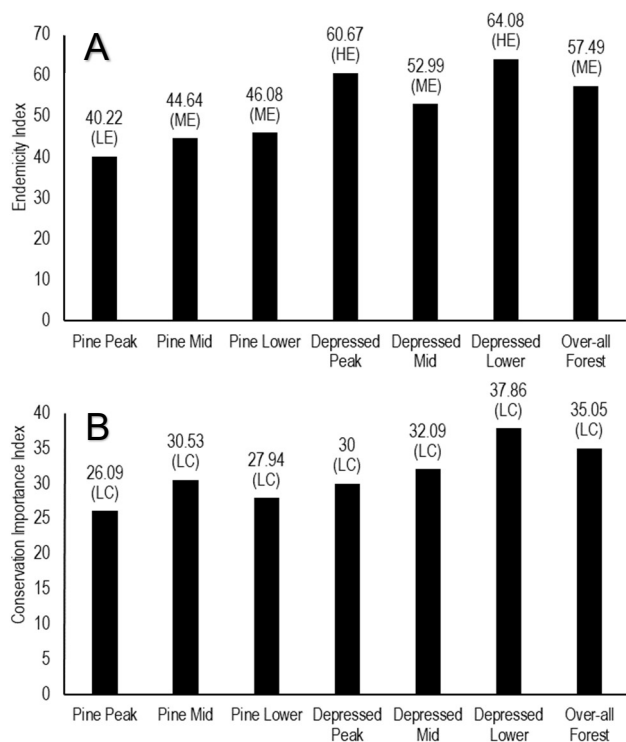 A
Endemicity Index
70
60
50
40
30
20
10
0
40.22
(LE)
44.64
(ME)
46.08
(ME)
60.67
(HE)
52.99
(ME)
64.08
(HE)
57.49
(ME)
Pine Peak
Pine Mid
Pine Lower
Depressed
Peak
Depressed
Mid
Depressed
Lower
Over-all
Forest
B
Conservation Importance Index
40
35
30
25
20
15
10
5
0
26.09
(LC)
30.53
(LC)
27.94
(LC)
30
(LC)
32.09
(LC)
37.86
(LC)
35.05
(LC)
Pine Peak
Pine Mid
Pine Lower
Depressed
Peak
Depressed
Mid
Depressed
Lower
Over-all
Forest